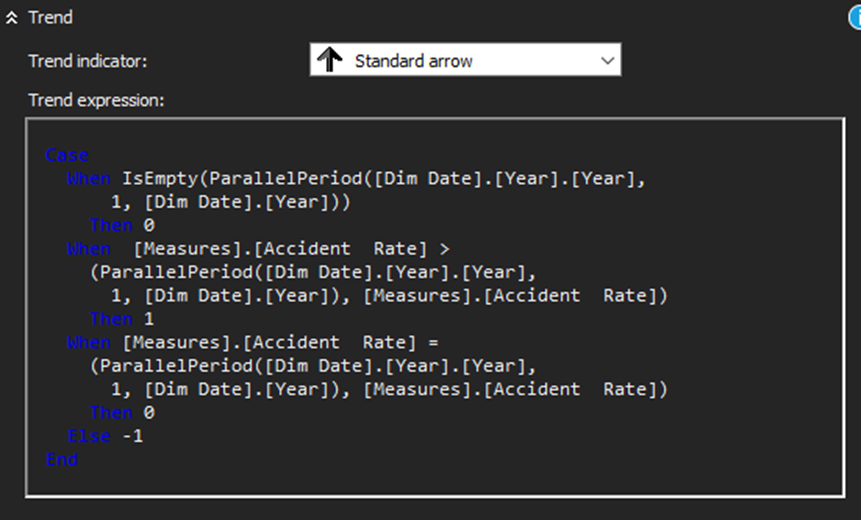 Trend
Trend indicator:
Standard arrow
Trend expression:
Case
When IsEmpty(ParallelPeriod([Dim Date].[Year].[Year],
1, [Dim Date].[Year]))
Then 0
When  [Measures].[Accident  Rate] >
(ParallelPeriod([Dim Date].[Year].[Year],
1, [Dim Date].[Year]), [Measures].[Accident  Rate])
Then 1
When [Measures].[Accident  Rate] =
(ParallelPeriod([Dim Date].[Year].[Year],
1, [Dim Date].[Year]), [Measures].[Accident  Rate])
Then 0
Else -1
End